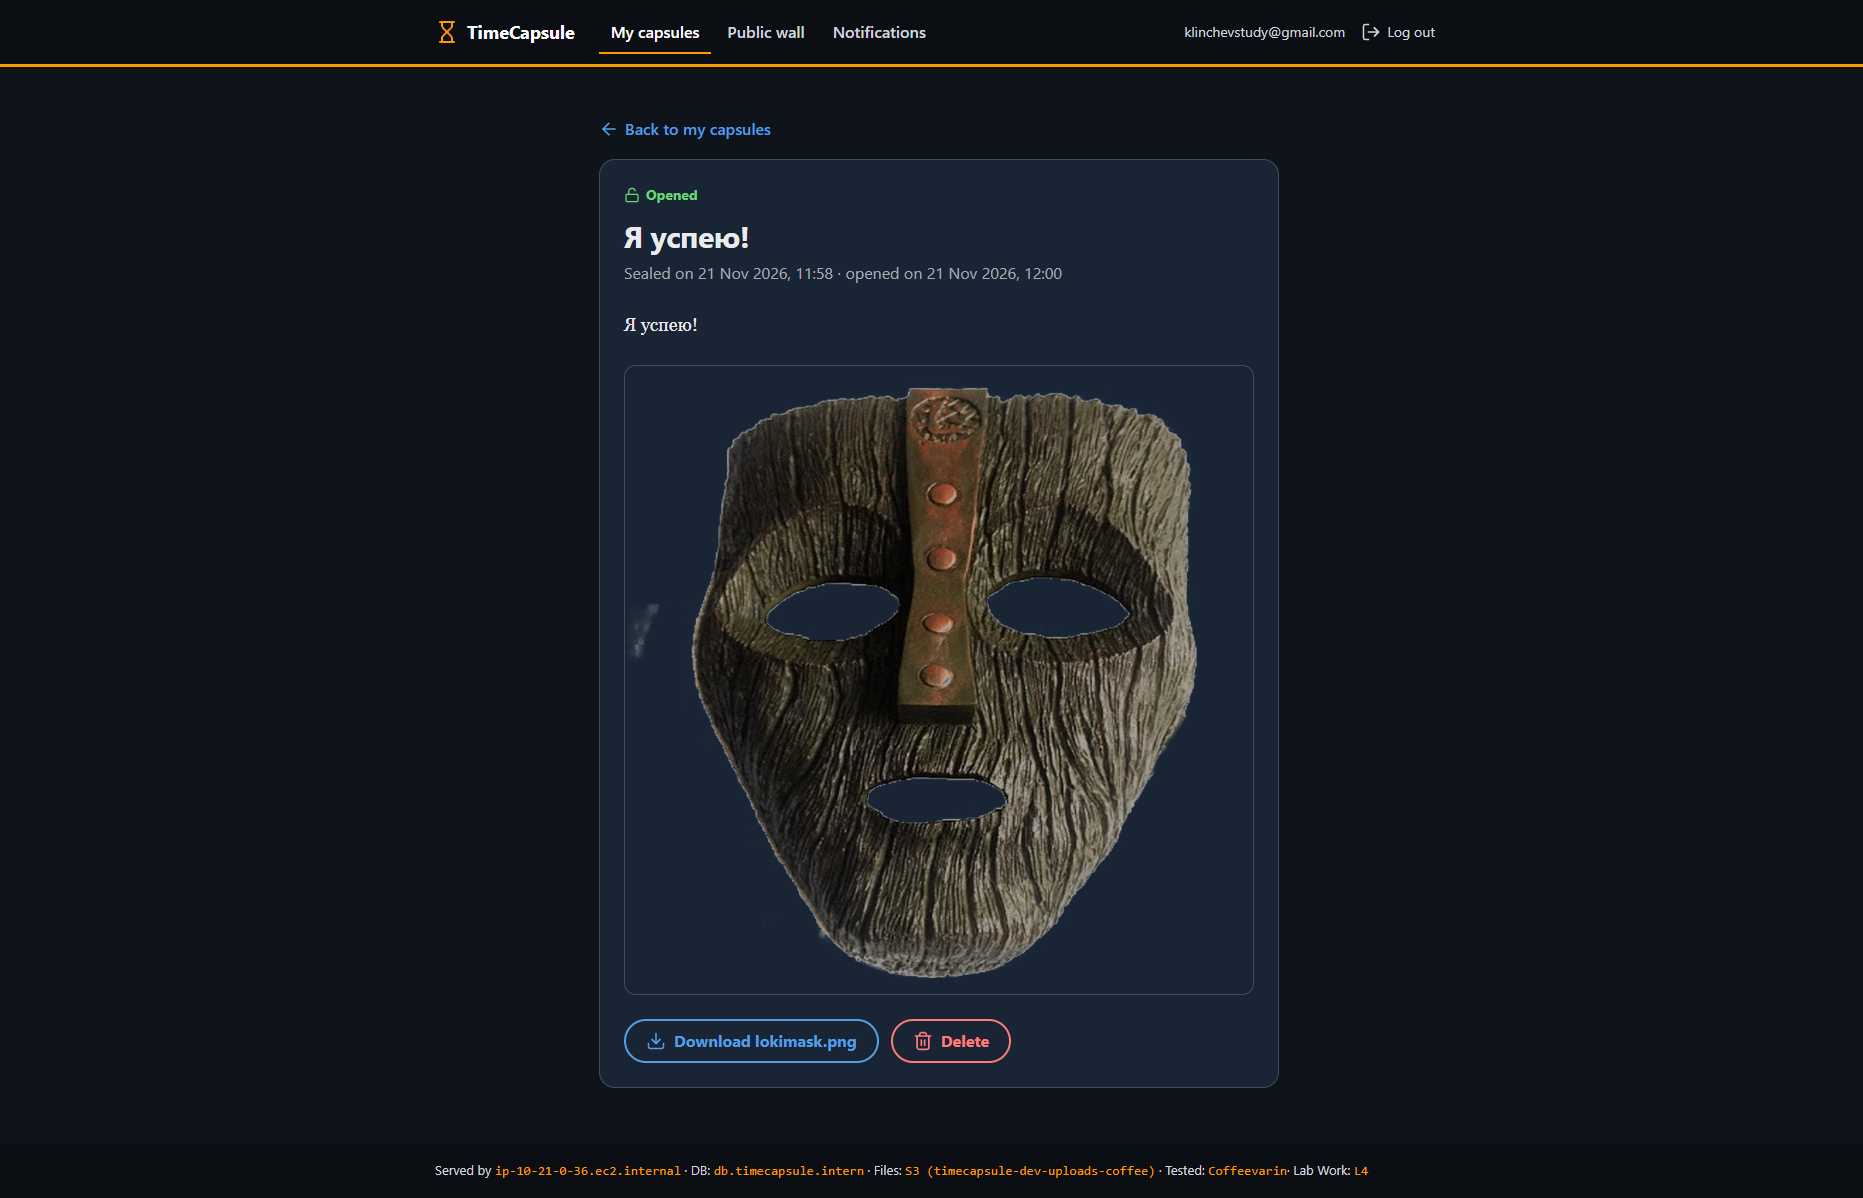 TimeCapsule My capsules Public wall Notifications klinchevstudy@gmail.com Log out
Back to my capsules
Opened
Я успею!
Sealed on 21 Nov 2026, 11:58 · opened on 21 Nov 2026, 12:00
Я успею!
Download lokimask.png Delete
Served by ip-10-21-0-36.ec2.internal · DB: db.timecapsule.intern · Files: S3 (timecapsule-dev-uploads-coffee) · Tested: Coffeevarin· Lab Work: L4